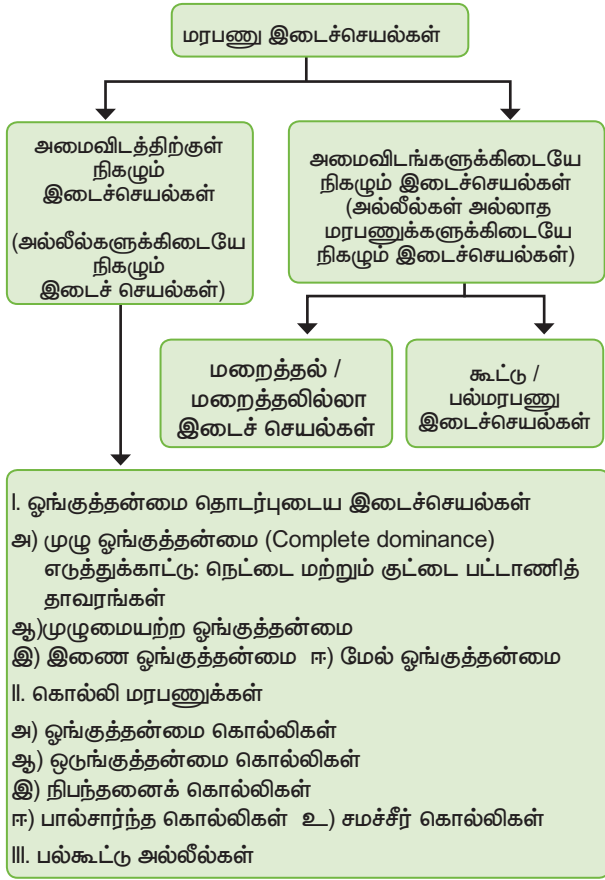 மரபணு இடைச்செயல்கள்
அமைவிடத்திற்குள்
நிகழும்
இடைச்செயல்கள்
(அல்லீல்களுக்கிடையே
நிகழும்
இடைச் செயல்கள்)
அமைவிடங்களுக்கிடையே
நிகழும் இடைச்செயல்கள்
(அல்லீல்கள் அல்லாத
மரபணுக்களுக்கிடையே
நிகழும் இடைச்செயல்கள்)
மறைத்தல் /
மறைத்தலில்லா
இடைச் செயல்கள்
கூட்டு /
பல்மரபணு
இடைச்செயல்கள்
I. ஓங்குத்தன்மை தொடர்புடைய இடைச்செயல்கள்
அ) முழு ஓங்குத்தன்மை (Complete dominance)
எடுத்துக்காட்டு: நெட்டை மற்றும் குட்டை பட்டாணித்
தாவரங்கள்
ஆ)முழுமையற்ற ஓங்குத்தன்மை
இ) இணை ஓங்குத்தன்மை ஈ) மேல் ஓங்குத்தன்மை
II. கொல்லி மரபணுக்கள்
அ) ஓங்குத்தன்மை கொல்லிகள்
ஆ) ஒடுங்குத்தன்மை கொல்லிகள்
இ) நிபந்தனைக் கொல்லிகள்
ஈ) பால்சார்ந்த கொல்லிகள் உ) சமச்சீர் கொல்லிகள்
III. பல்கூட்டு அல்லீல்கள்